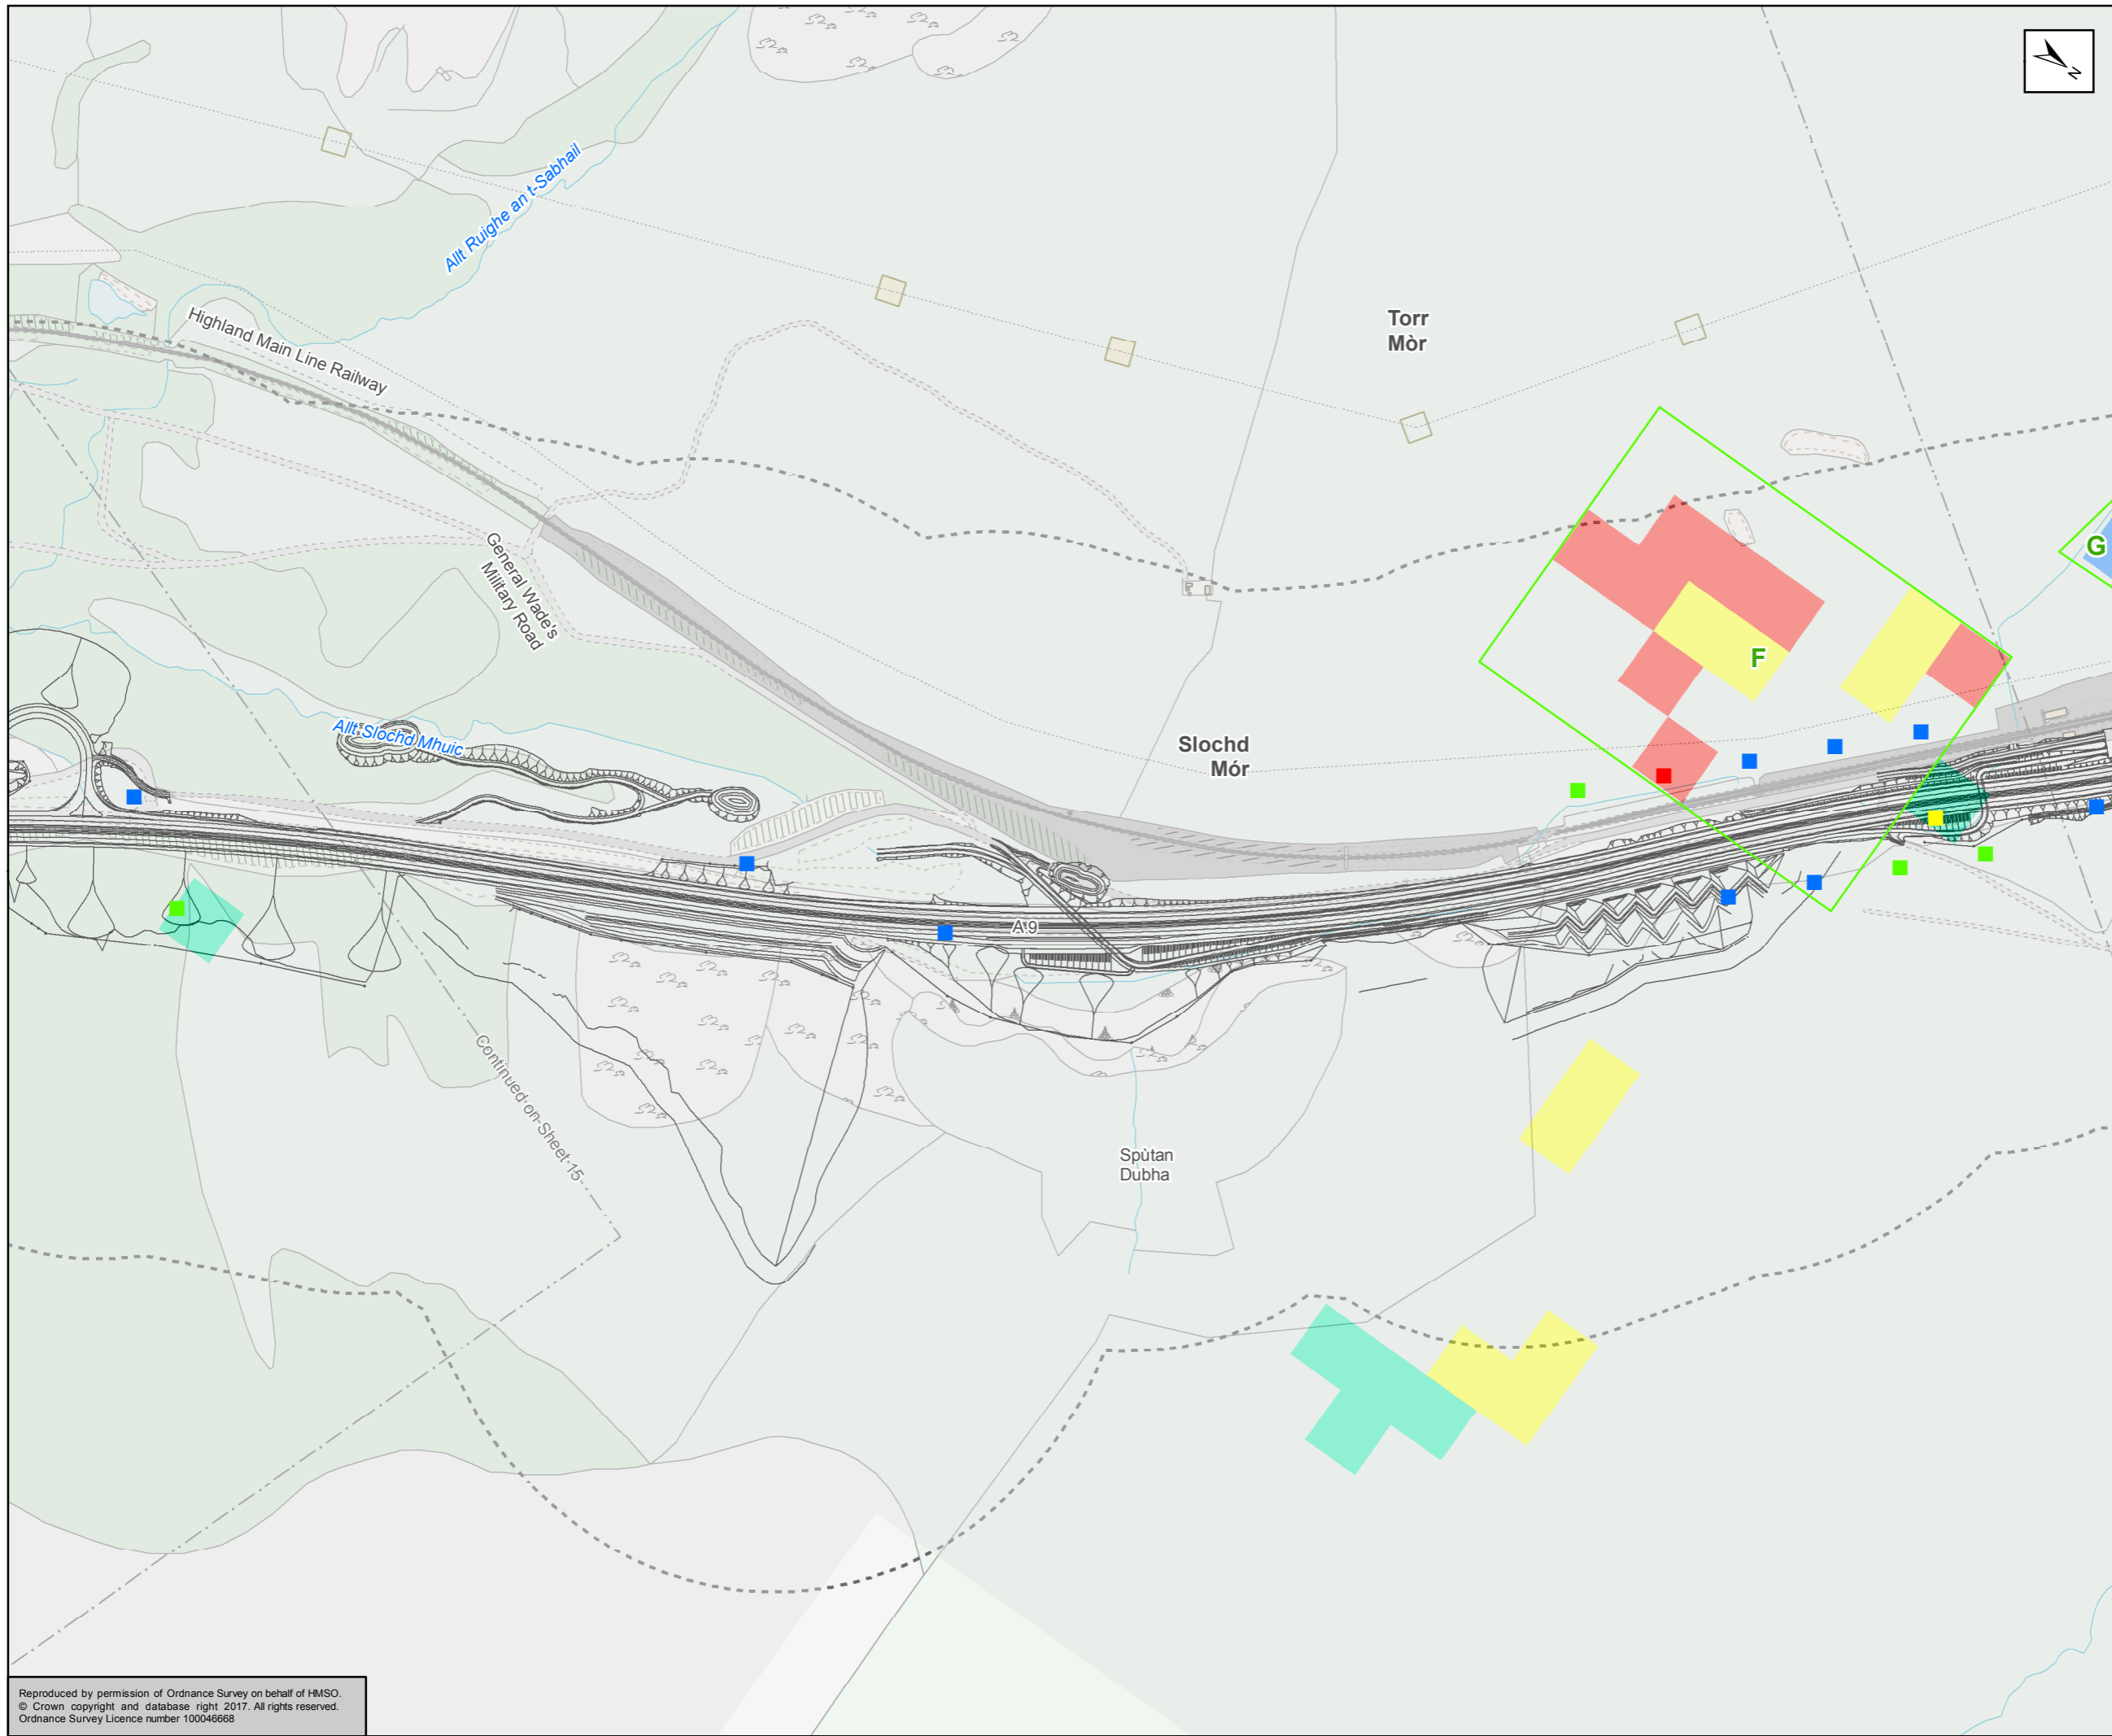 N
Allt Ruighe an t-Sabhail
Highland Main Line Railway
Torr
Mòr
General Wade's
Military Road
G
F
Allt Slochd Mhuic
Slochd
Mór
A 9
Continued on Sheet 15
Spùtan
Dubha
Reproduced by permission of Ordnance Survey on behalf of HMSO.
© Crown copyright and database right 2017. All rights reserved.
Ordnance Survey Licence number 100046668